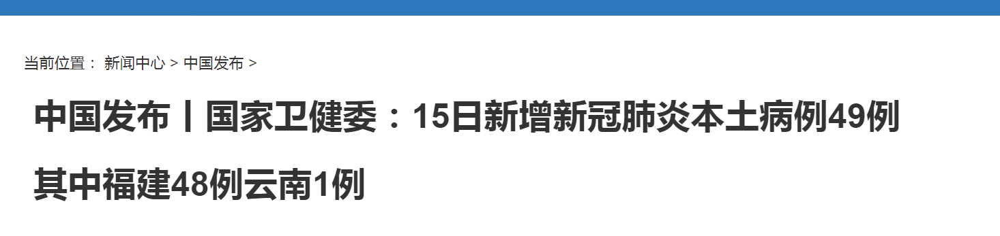 当前位置： 新闻中心 > 中国发布 >
中国发布丨国家卫健委：15日新增新冠肺炎本土病例49例
其中福建48例云南1例